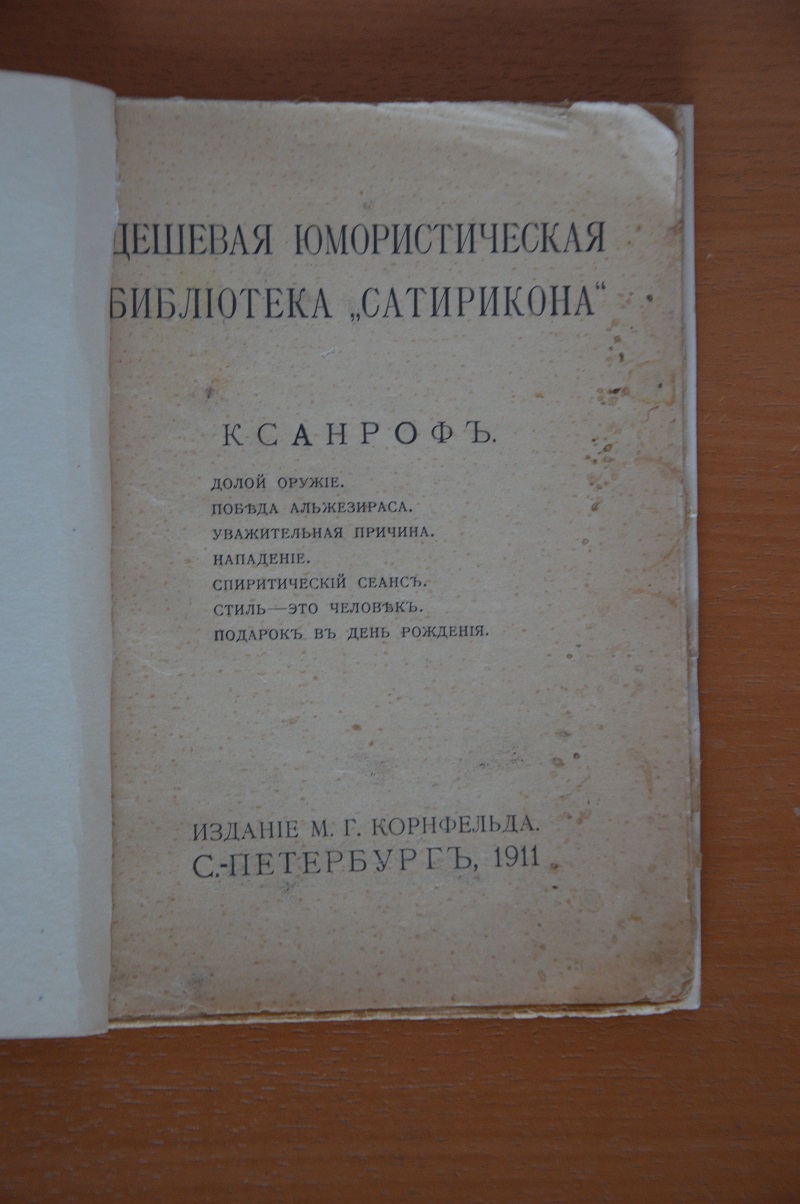 ДЕШЕВАЯ ЮМОРИСТИЧЕСКАЯ
БИБЛІОТЕКА „САТИРИКОНА“
КСАНРОФЪ.
ДОЛОЙ ОРУЖІЕ.
ПОБѢДА АЛЬЖЕЗИРАСА.
УВАЖИТЕЛЬНАЯ ПРИЧИНА.
НАПАДЕНІЕ.
СПИРИТИЧЕСКІЙ СЕАНСЪ.
СТИЛЬ—ЭТО ЧЕЛОВѢКЪ.
ПОДАРОКЪ ВЪ ДЕНЬ РОЖДЕНІЯ.
ИЗДАНІЕ М. Г. КОРНФЕЛЬДА.
С.-ПЕТЕРБУРГЪ, 1911